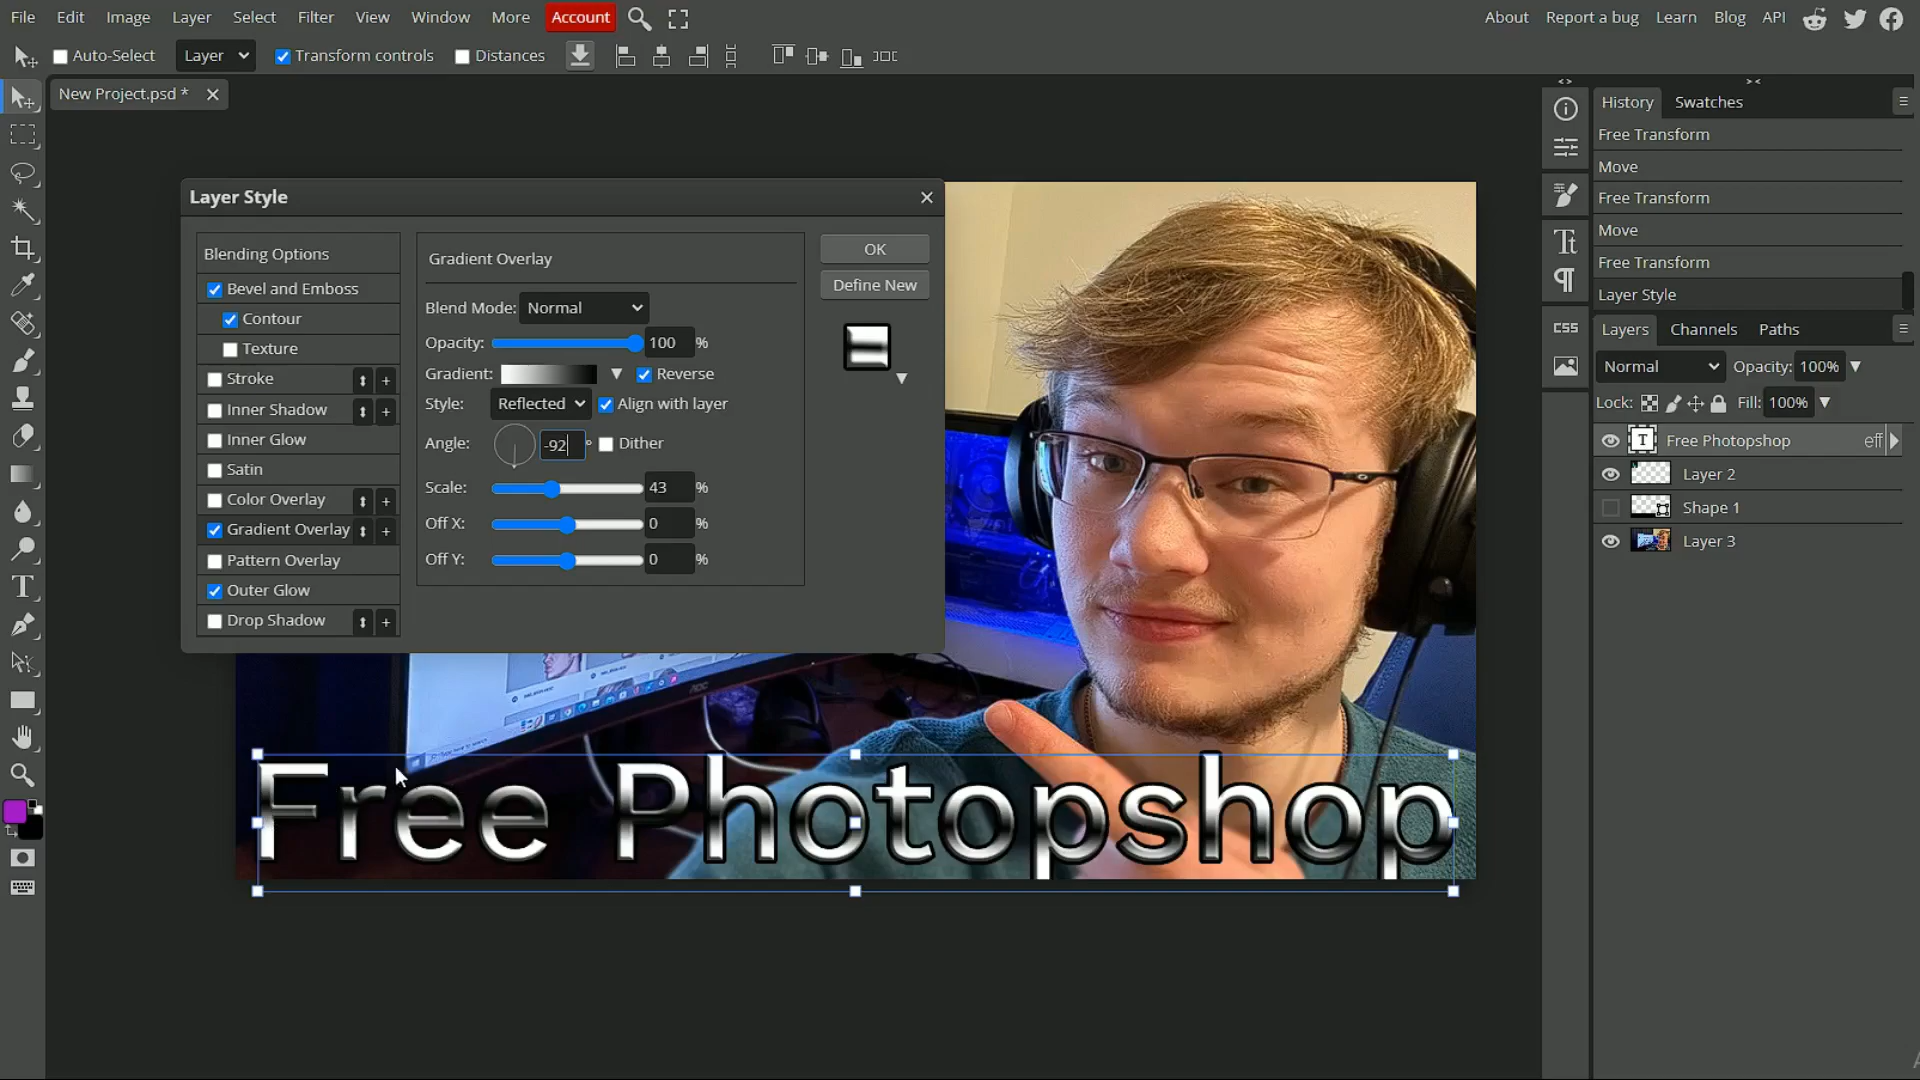 File Edit Image Layer Select Filter View Window More Account About Report a bug Learn Blog API
Auto-Select Layer Transform controls Distances
New Project.psd *
History Swatches
Free Transform
Move
Free Transform
Move
Free Transform
Layer Style
Layers Channels Paths
Normal Opacity: 100%
Lock: Fill: 100%
Free Photopshop eff
Layer 2
Shape 1
Layer 3
CSS
Layer Style
Blending Options
Bevel and Emboss
Contour
Texture
Stroke
Inner Shadow
Inner Glow
Satin
Color Overlay
Gradient Overlay
Pattern Overlay
Outer Glow
Drop Shadow
Gradient Overlay
Blend Mode: Normal
Opacity: 100 %
Gradient: Reverse
Style: Reflected Align with layer
Angle: -92 ° Dither
Scale: 43 %
Off X: 0 %
Off Y: 0 %
OK
Define New
AOC
Free Photopshop